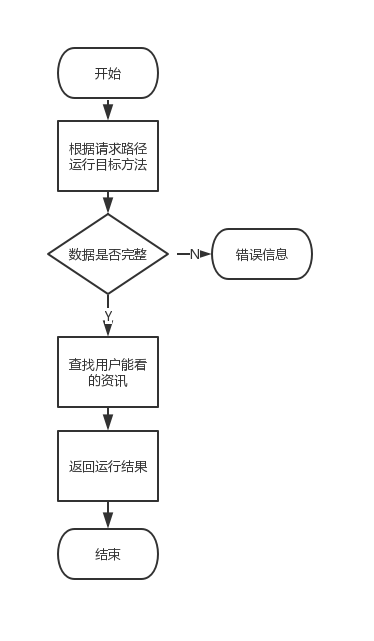 开始
根据请求路径
运行目标方法
数据是否完整
N
错误信息
Y
查找用户能看
的资讯
返回运行结果
结束